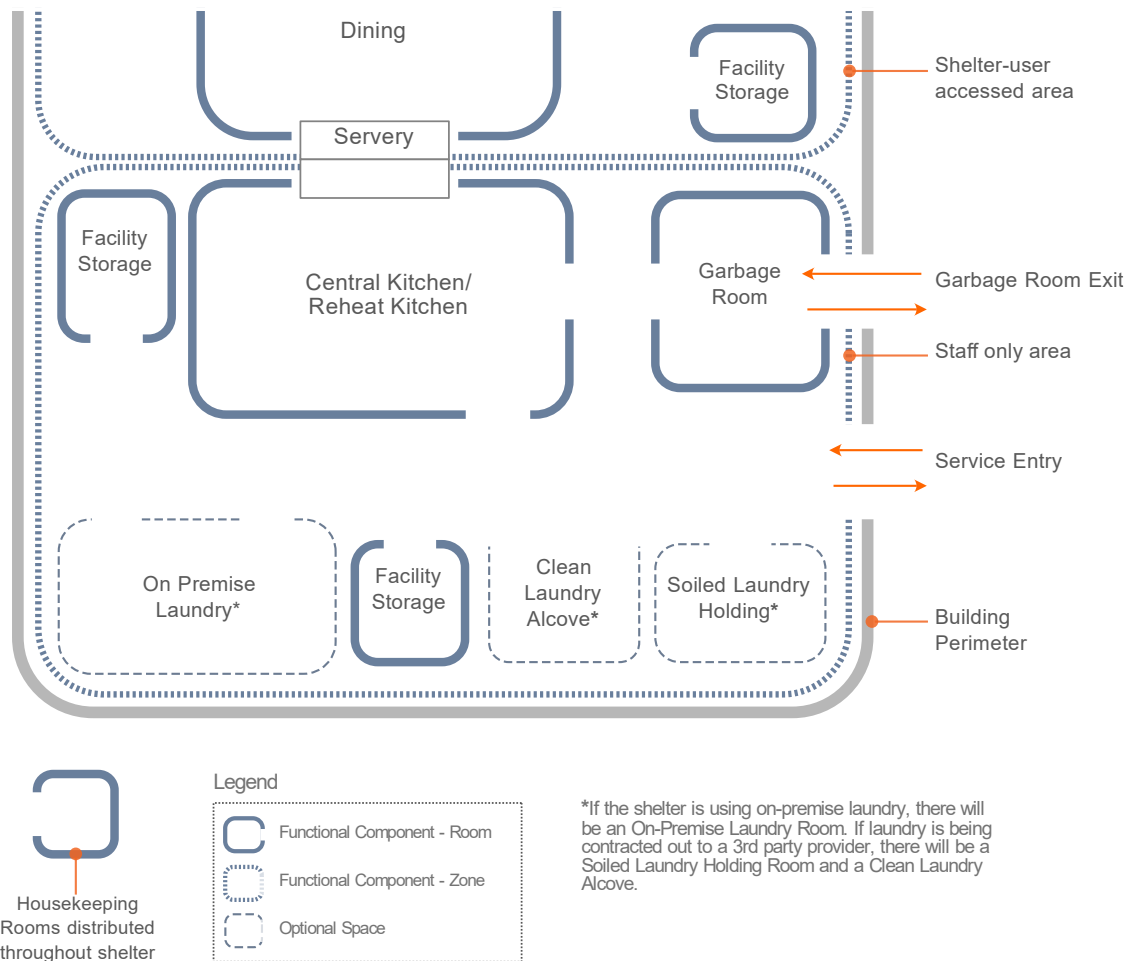 Dining
Facility
Storage
Shelter-user
accessed area
Servery
Facility
Storage
Central Kitchen/
Reheat Kitchen
Garbage
Room
Garbage Room Exit
Staff only area
Service Entry
On Premise
Laundry*
Facility
Storage
Clean
Laundry
Alcove*
Soiled Laundry
Holding*
Building
Perimeter
Housekeeping
Rooms distributed
throughout shelter
Legend
Functional Component - Room
Functional Component - Zone
Optional Space
*If the shelter is using on-premise laundry, there will
be an On-Premise Laundry Room. If laundry is being
contracted out to a 3rd party provider, there will be a
Soiled Laundry Holding Room and a Clean Laundry
Alcove.